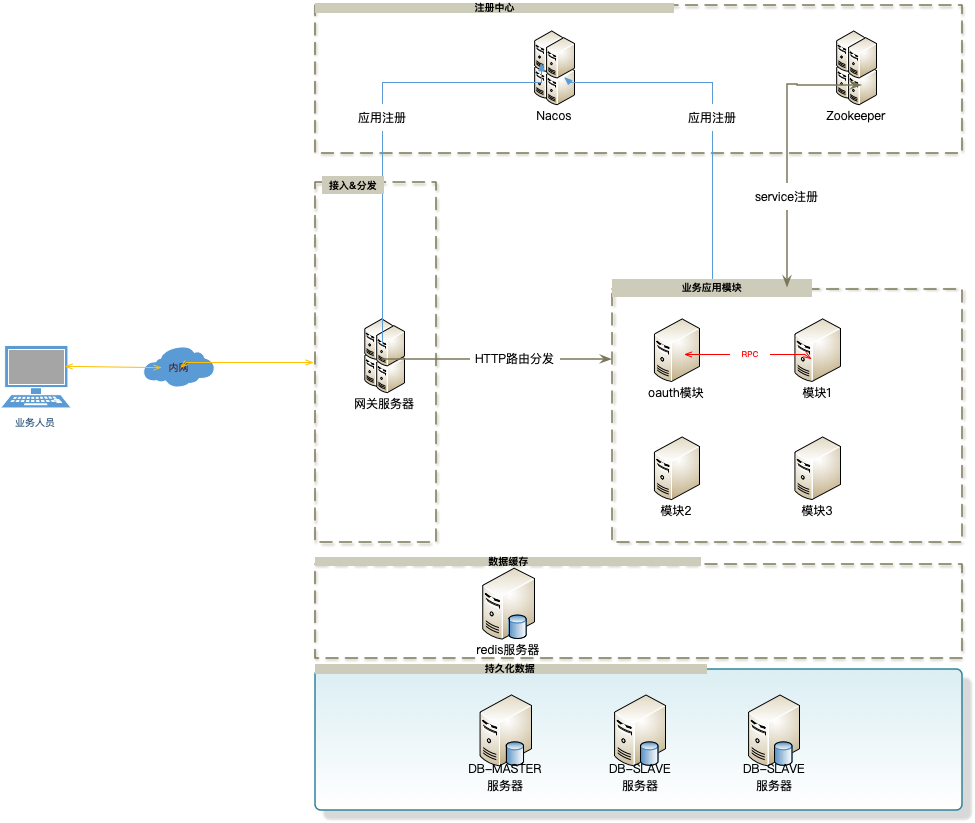 注册中心
Nacos
Zookeeper
应用注册
应用注册
接入&分发
service注册
业务应用模块
内网
业务人员
网关服务器
HTTP路由分发
RPC
oauth模块
模块1
模块2
模块3
数据缓存
redis服务器
持久化数据
DB-MASTER
服务器
DB-SLAVE
服务器
DB-SLAVE
服务器